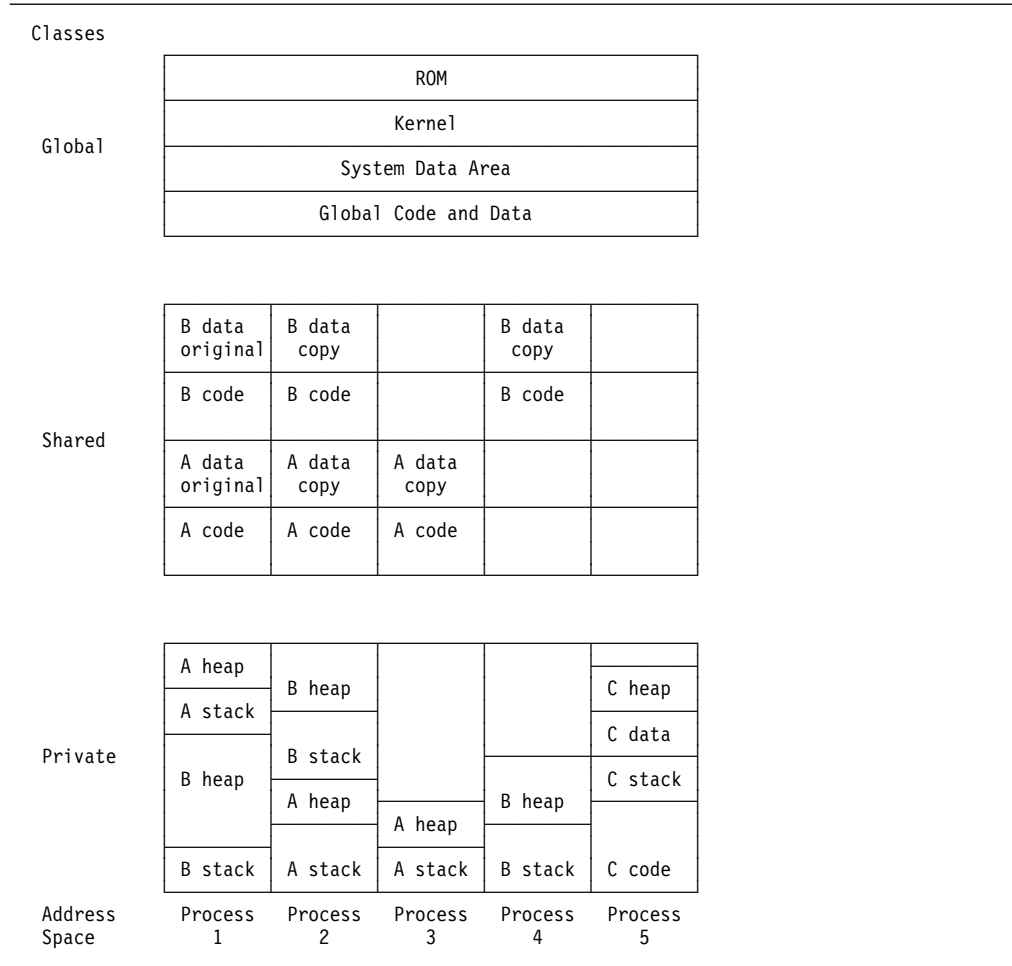 Classes
ROM
Kernel
Global
System Data Area
Global Code and Data
B data B data B data
original copy copy
B code B code B code
Shared
A data A data A data
original copy copy
A code A code A code
A heap
B heap C heap
A stack
C data
Private B stack
B heap C stack
A heap B heap
A heap
B stack A stack A stack B stack C code
Address Process Process Process Process Process
Space 1 2 3 4 5